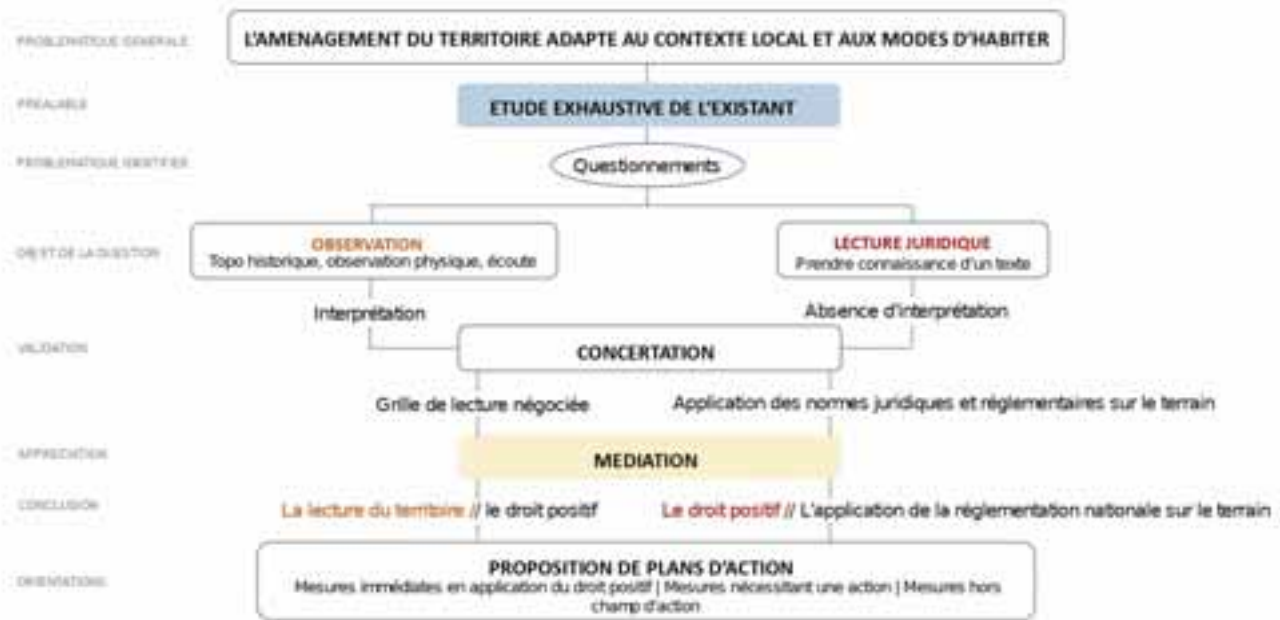 PROBLEMATIQUE GENERALE
L'AMENAGEMENT DU TERRITOIRE ADAPTE AU CONTEXTE LOCAL ET AUX MODES D'HABITER
PREALABLE
ETUDE EXHAUSTIVE DE L'EXISTANT
PROBLEMATIQUE IDENTIFIEE
Questionnements
OBJET DE LA QUESTION
OBSERVATION
Topo historique, observation physique, écoute
LECTURE JURIDIQUE
Prendre connaissance d'un texte
Interprétation
Absence d'interprétation
VALIDATION
CONCERTATION
Grille de lecture négociée
Application des normes juridiques et réglementaires sur le terrain
APPRECIATION
MEDIATION
CONCLUSION
La lecture du territoire // le droit positif
Le droit positif // L'application de la réglementation nationale sur le terrain
ORIENTATIONS
PROPOSITION DE PLANS D'ACTION
Mesures immédiates en application du droit positif | Mesures nécessitant une action | Mesures hors
champ d'action